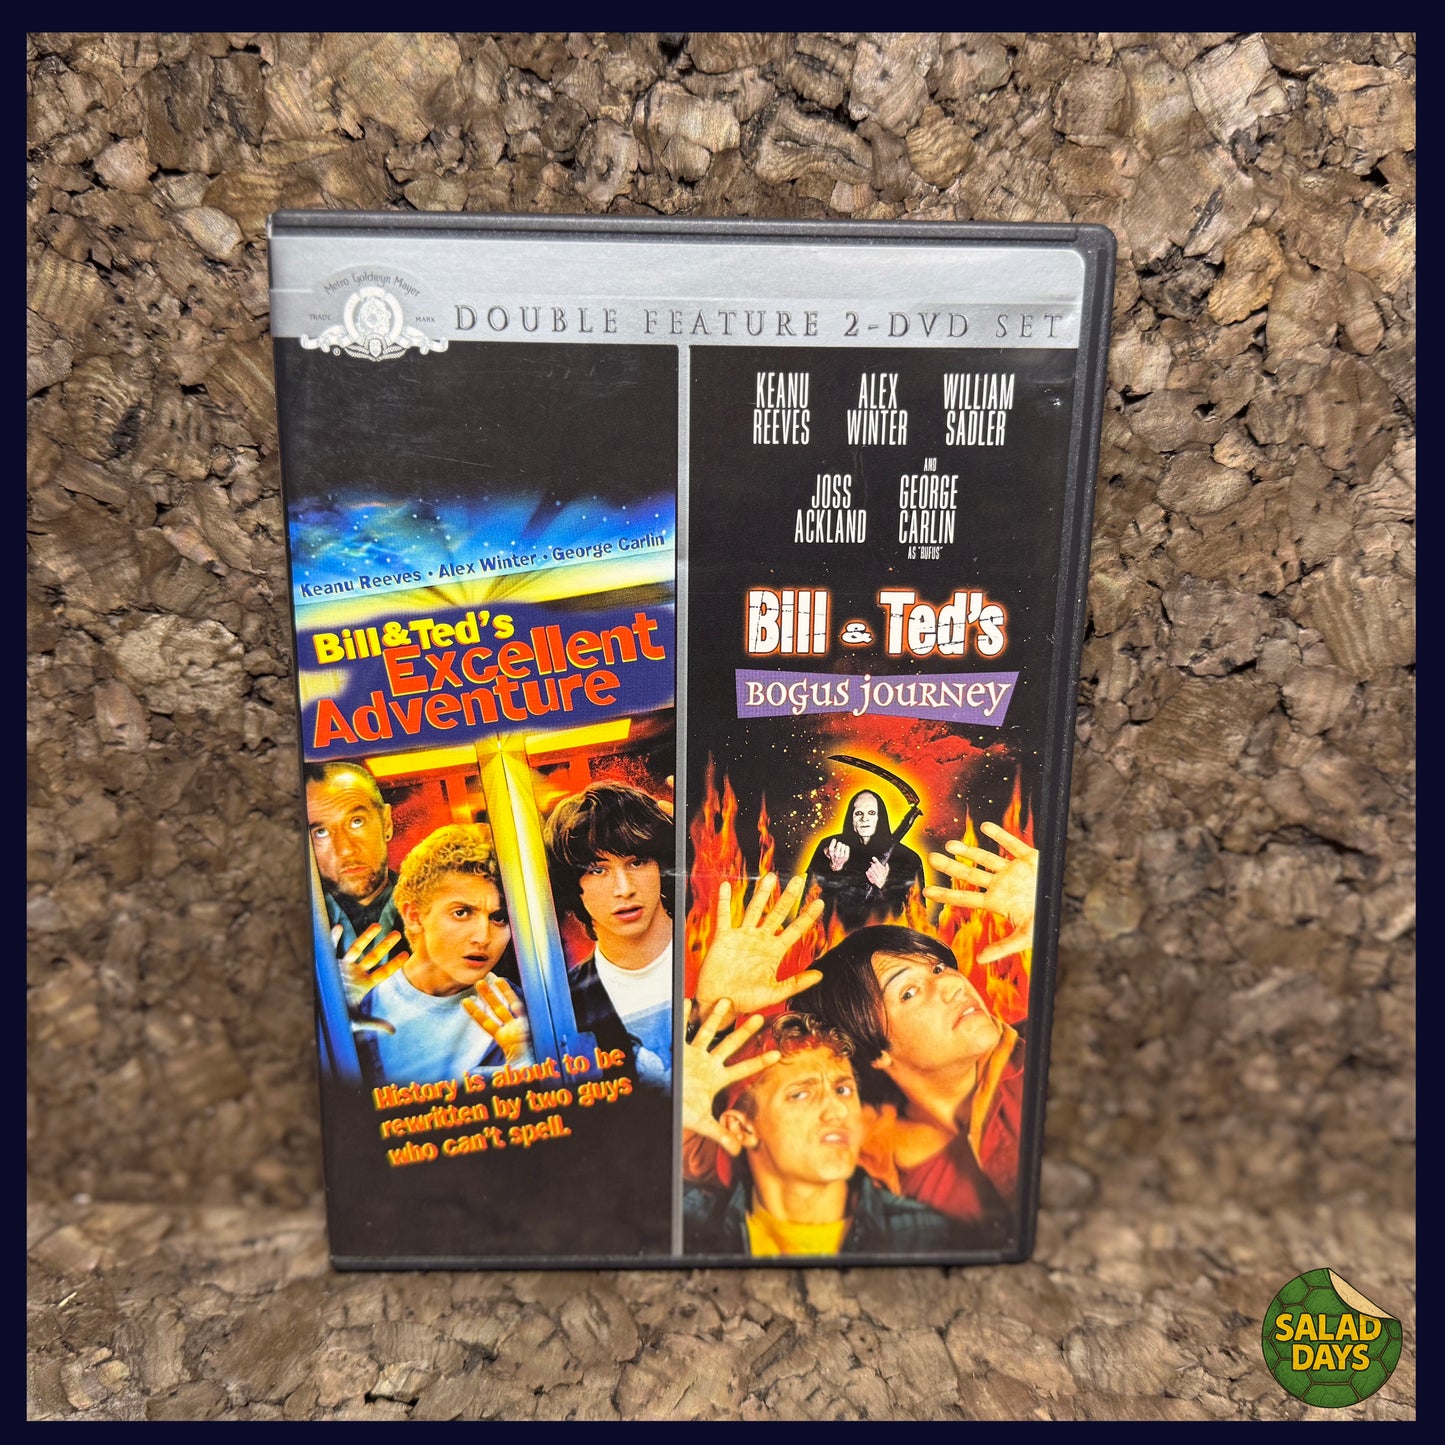 Metro Goldwyn Mayer
TRADE MARK
DOUBLE FEATURE 2-DVD SET
Keanu Reeves • Alex Winter • George Carlin
Bill & Ted's
Excellent
Adventure
History is about to be
rewritten by two guys
who can't spell.
KEANU REEVES
ALEX WINTER
WILLIAM SADLER
JOSS ACKLAND
AND
GEORGE CARLIN
AS "RUFUS"
Bill & Ted's
BOGUS JOURNEY
SALAD
DAYS